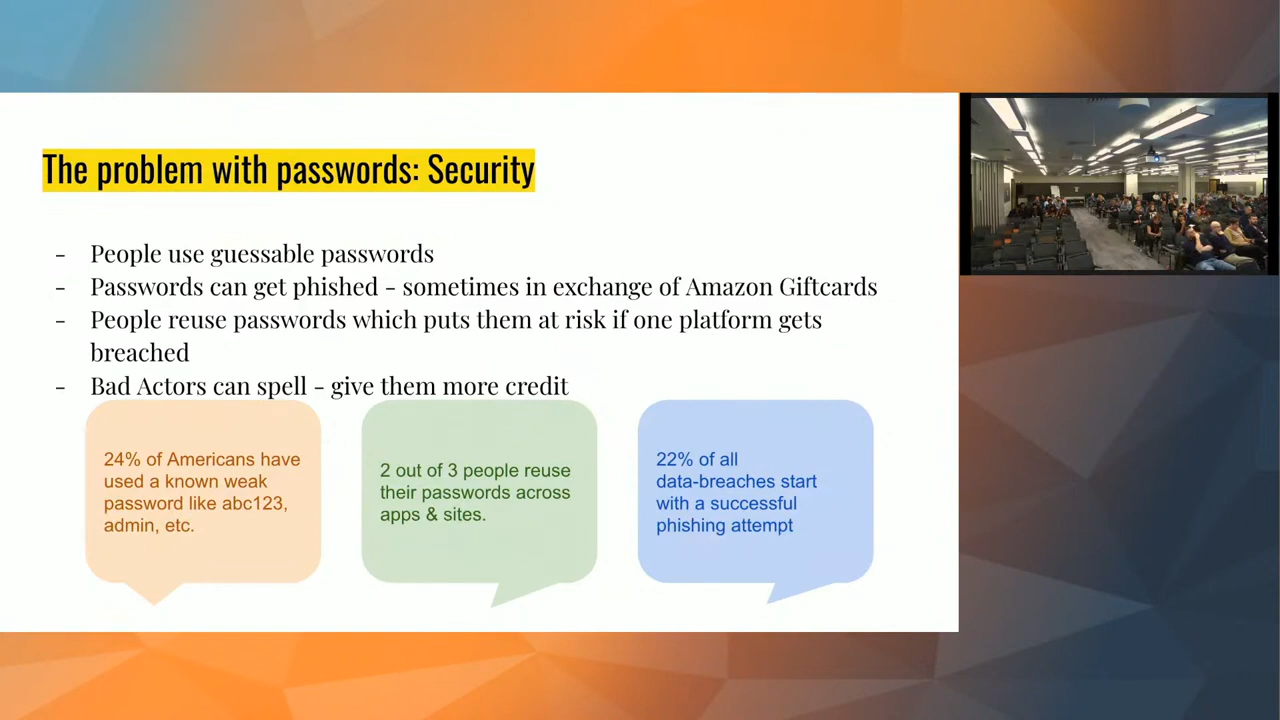 The problem with passwords: Security
- People use guessable passwords
- Passwords can get phished - sometimes in exchange of Amazon Giftcards
- People reuse passwords which puts them at risk if one platform gets
breached
- Bad Actors can spell - give them more credit
24% of Americans have
used a known weak
password like abc123,
admin, etc.
2 out of 3 people reuse
their passwords across
apps & sites.
22% of all
data-breaches start
with a successful
phishing attempt